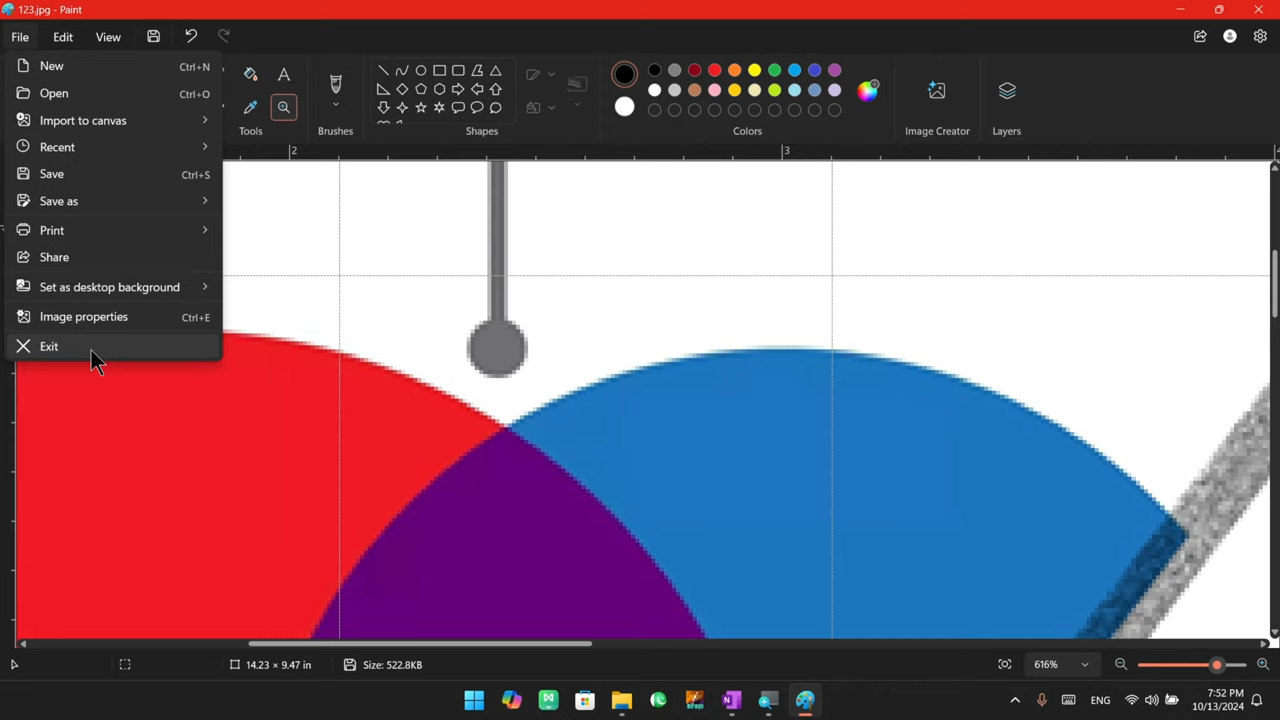 123.jpg - Paint
File Edit View
New Ctrl+N
Open Ctrl+O
Import to canvas
Recent
Save Ctrl+S
Save as
Print
Share
Set as desktop background
Image properties Ctrl+E
Exit
Tools
Brushes
Shapes
Colors
Image Creator
Layers
2 3 4
14.23 × 9.47 in
Size: 522.8KB
616%
ENG
7:52 PM
10/13/2024